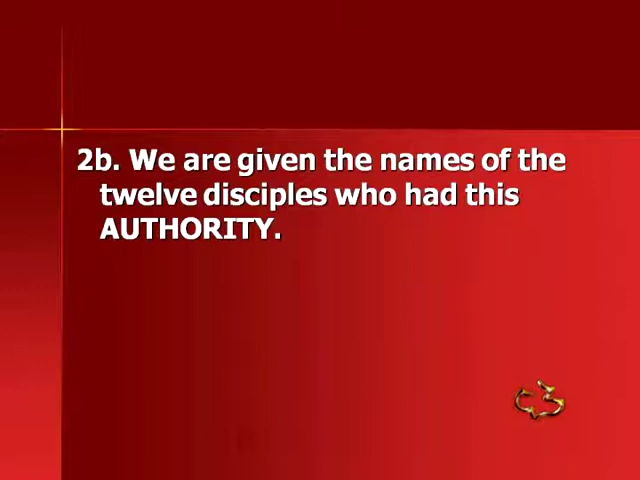 2b. We are given the names of the
twelve disciples who had this
AUTHORITY.